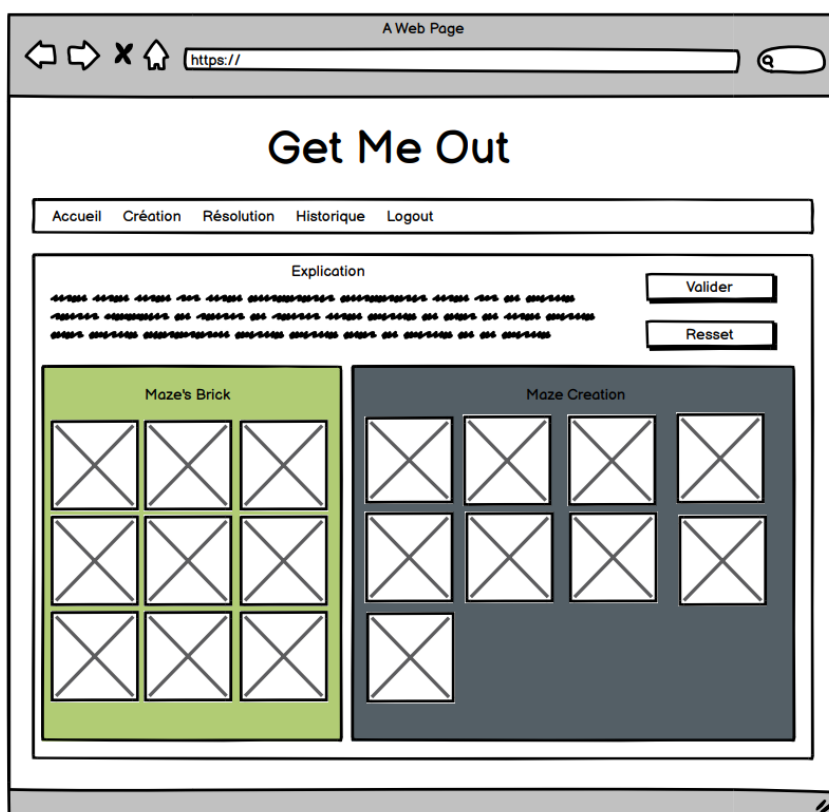 A Web Page
https://
Get Me Out
Accueil Création Résolution Historique Logout
Explication
Valider
Resset
Maze's Brick
Maze Creation